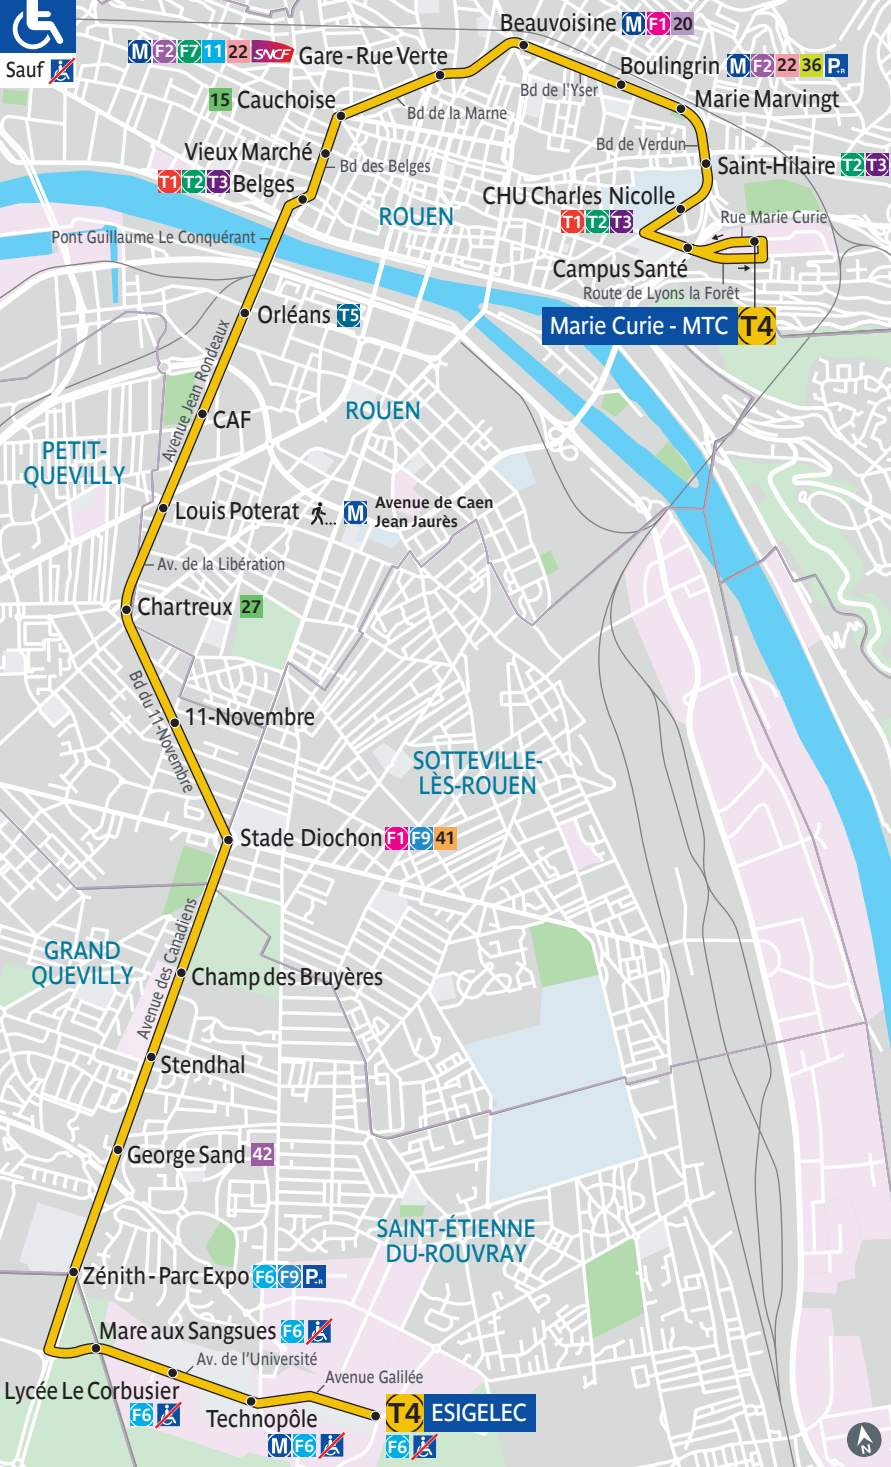 Sauf
Beauvoisine M F1 20
M F2 F7 11 22 SNCF Gare - Rue Verte
Boulingrin M F2 22 36 P+R
Bd de l'Yser
15 Cauchoise
Marie Marvingt
Bd de la Marne
Bd de Verdun
Vieux Marché
Bd des Belges
Saint-Hilaire T2 T3
T1 T2 T3 Belges
CHU Charles Nicolle
T1 T2 T3
ROUEN
Rue Marie Curie
Pont Guillaume Le Conquérant
Campus Santé
Route de Lyons la Forêt
Orléans T5
Marie Curie - MTC T4
Avenue Jean Rondeaux
CAF
ROUEN
PETIT-
QUEVILLY
Louis Poterat ... M Avenue de Caen
Jean Jaurès
Av. de la Libération
Chartreux 27
Bd du 11-Novembre
11-Novembre
SOTTEVILLE-
LÈS-ROUEN
Stade Diochon F1 F9 41
Avenue des Canadiens
GRAND
QUEVILLY
Champ des Bruyères
Stendhal
George Sand 42
SAINT-ÉTIENNE
DU-ROUVRAY
Zénith - Parc Expo F6 F9 P+R
Mare aux Sangsues F6
Av. de l'Université
Avenue Galilée
Lycée Le Corbusier
F6
Technopôle
M F6
T4 ESIGELEC
F6
N